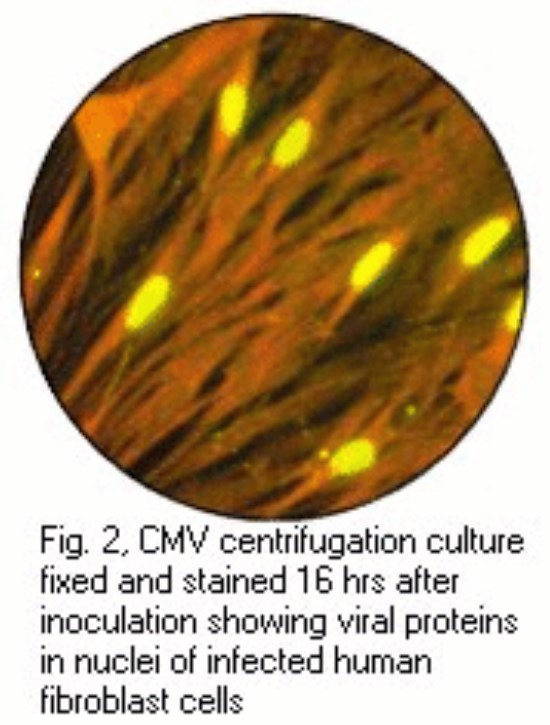 Fig. 2, CMV centrifugation culture
fixed and stained 16 hrs after
inoculation showing viral proteins
in nuclei of infected human
fibroblast cells